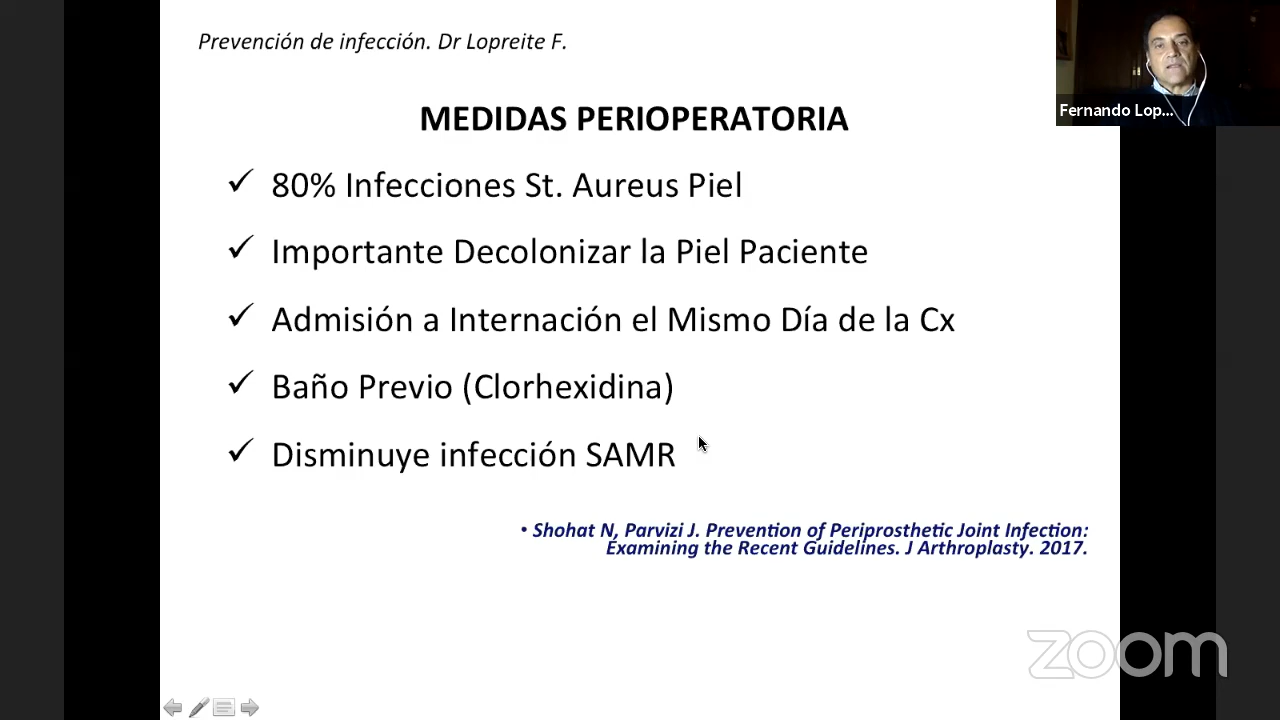 Prevención de infección. Dr Lopreite F.
Fernando Lop...
MEDIDAS PERIOPERATORIA
✓ 80% Infecciones St. Aureus Piel
✓ Importante Decolonizar la Piel Paciente
✓ Admisión a Internación el Mismo Día de la Cx
✓ Baño Previo (Clorhexidina)
✓ Disminuye infección SAMR
• Shohat N, Parvizi J. Prevention of Periprosthetic Joint Infection:
Examining the Recent Guidelines. J Arthroplasty. 2017.
zoom